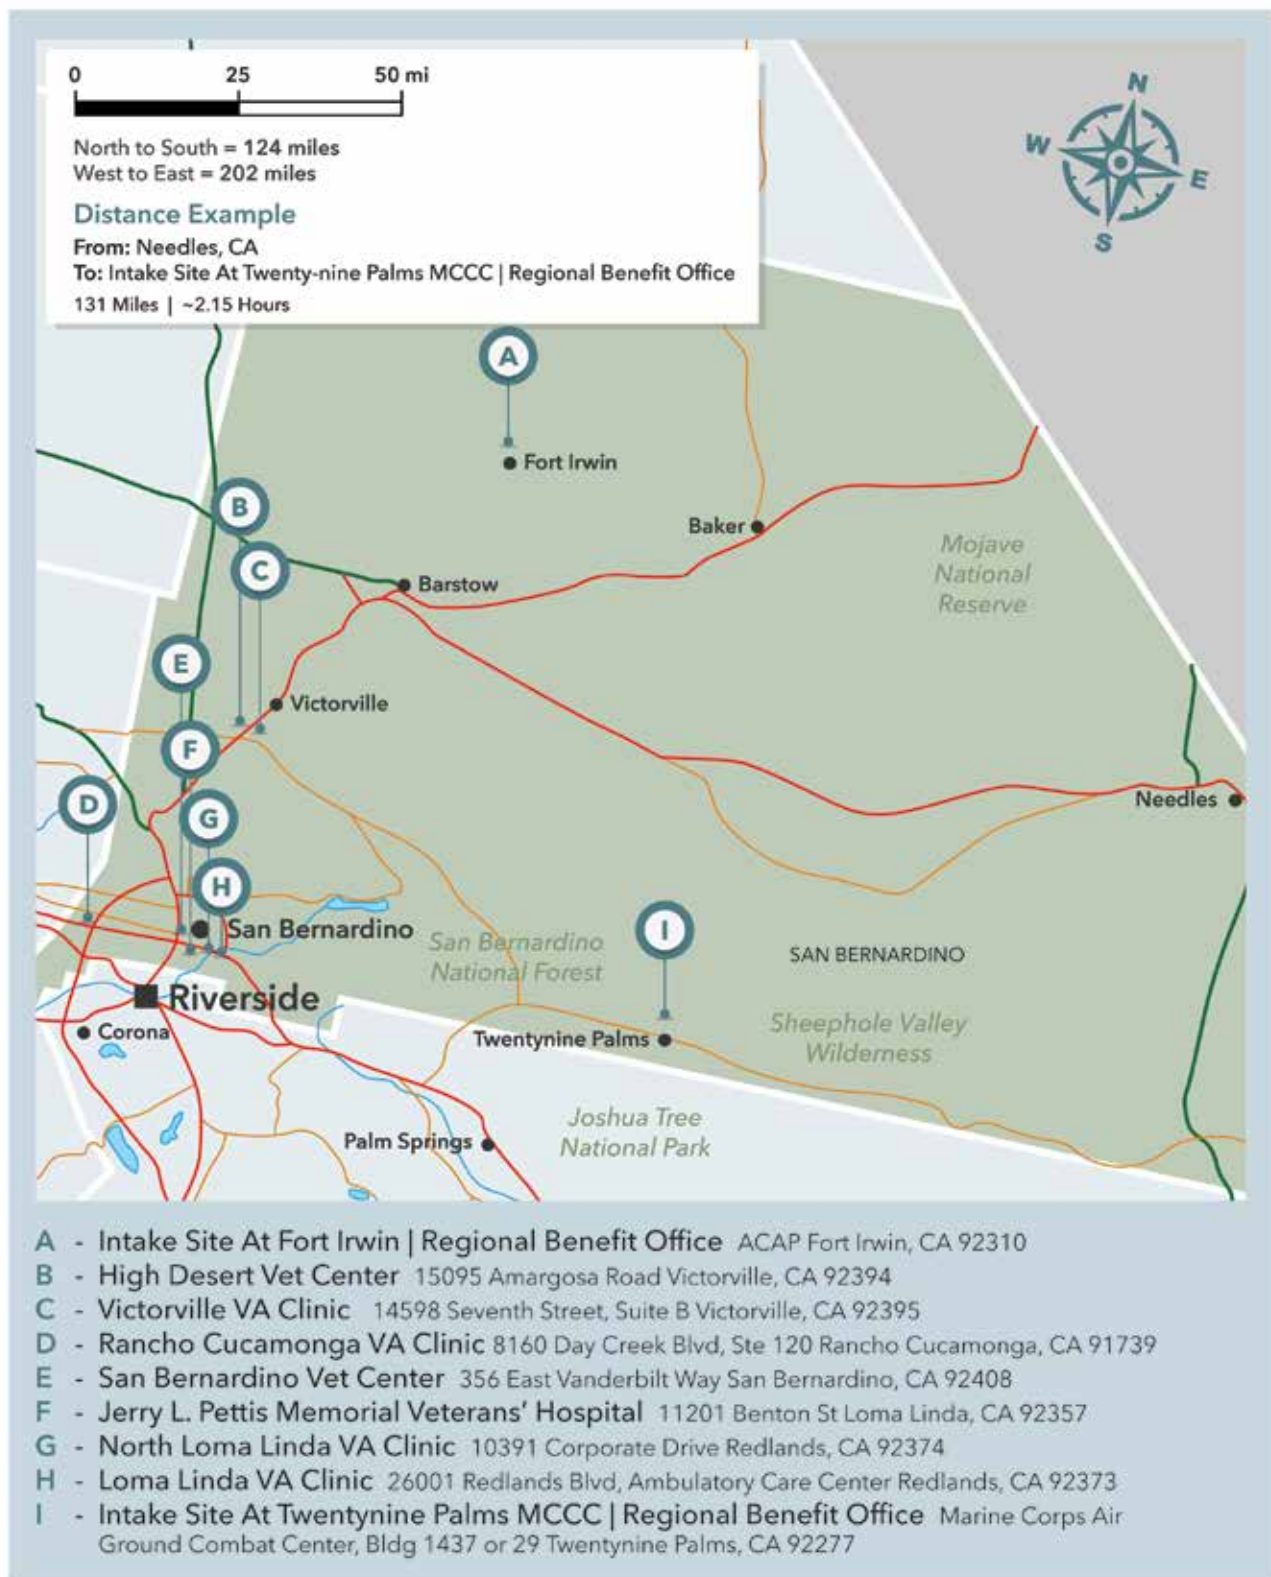 0 25 50 mi
North to South = 124 miles
West to East = 202 miles
Distance Example
From: Needles, CA
To: Intake Site At Twenty-nine Palms MCCC | Regional Benefit Office
131 Miles | ~2.15 Hours
N
W
E
S
A
Fort Irwin
B
Baker
C
Barstow
Mojave
National
Reserve
E
Victorville
F
D
G
Needles
H
San Bernardino
I
San Bernardino
National Forest
SAN BERNARDINO
Riverside
Corona
Twentynine Palms
Sheephole Valley
Wilderness
Palm Springs
Joshua Tree
National Park
A - Intake Site At Fort Irwin | Regional Benefit Office ACAP Fort Irwin, CA 92310
B - High Desert Vet Center 15095 Amargosa Road Victorville, CA 92394
C - Victorville VA Clinic 14598 Seventh Street, Suite B Victorville, CA 92395
D - Rancho Cucamonga VA Clinic 8160 Day Creek Blvd, Ste 120 Rancho Cucamonga, CA 91739
E - San Bernardino Vet Center 356 East Vanderbilt Way San Bernardino, CA 92408
F - Jerry L. Pettis Memorial Veterans' Hospital 11201 Benton St Loma Linda, CA 92357
G - North Loma Linda VA Clinic 10391 Corporate Drive Redlands, CA 92374
H - Loma Linda VA Clinic 26001 Redlands Blvd, Ambulatory Care Center Redlands, CA 92373
I - Intake Site At Twentynine Palms MCCC | Regional Benefit Office Marine Corps Air
Ground Combat Center, Bldg 1437 or 29 Twentynine Palms, CA 92277